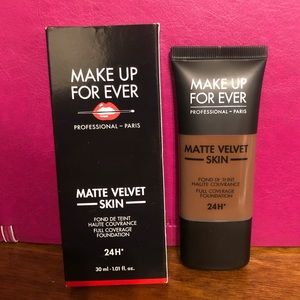 MAKE UP
FOR EVER
PROFESSIONAL – PARIS
MATTE VELVET
SKIN
FOND DE TEINT
HAUTE COUVRANCE
FULL COVERAGE
FOUNDATION
24H*
30 ml - 1.01 fl. oz.
MAKE UP
FOR EVER
PROFESSIONAL – PARIS
MATTE VELVET
SKIN
FOND DE TEINT
HAUTE COUVRANCE
FULL COVERAGE
FOUNDATION
24H*